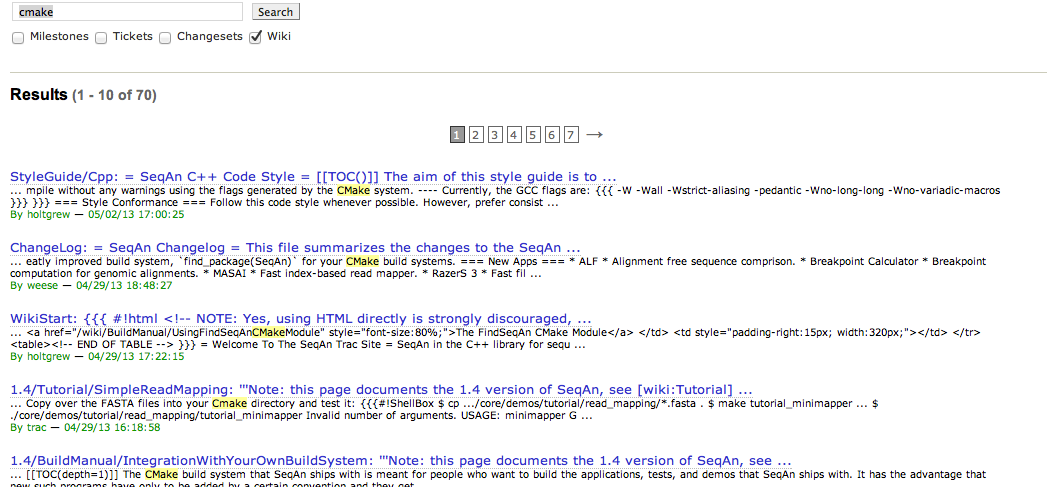 cmake Search
Milestones Tickets Changesets Wiki
Results (1 - 10 of 70)
1 2 3 4 5 6 7 →
StyleGuide/Cpp: = SeqAn C++ Code Style = [[TOC()]] The aim of this style guide is to ...
... mpile without any warnings using the flags generated by the CMake system. ---- Currently, the GCC flags are: {{{ -W -Wall -Wstrict-aliasing -pedantic -Wno-long-long -Wno-variadic-macros
}}} }}} === Style Conformance === Follow this code style whenever possible. However, prefer consist ...
By holtgrew — 05/02/13 17:00:25
ChangeLog: = SeqAn Changelog = This file summarizes the changes to the SeqAn ...
... eatly improved build system, `find_package(SeqAn)` for your CMake build systems. === New Apps === * ALF * Alignment free sequence comprison. * Breakpoint Calculator * Breakpoint
computation for genomic alignments. * MASAI * Fast index-based read mapper. * RazerS 3 * Fast fil ...
By weese — 04/29/13 18:48:27
WikiStart: {{{ #!html <!-- NOTE: Yes, using HTML directly is strongly discouraged, ...
... <a href="/wiki/BuildManual/UsingFindSeqAnCMakeModule" style="font-size:80%;">The FindSeqAn CMake Module</a> </td> <td style="padding-right:15px; width:320px;"></td> </tr>
<table><!-- END OF TABLE --> }}} = Welcome To The SeqAn Trac Site = SeqAn in the C++ library for sequ ...
By holtgrew — 04/29/13 17:22:15
1.4/Tutorial/SimpleReadMapping: '''Note: this page documents the 1.4 version of SeqAn, see [wiki:Tutorial] ...
... Copy over the FASTA files into your Cmake directory and test it: {{{#!ShellBox $ cp .../core/demos/tutorial/read_mapping/*.fasta . $ make tutorial_minimapper ... $
./core/demos/tutorial/read_mapping/tutorial_minimapper Invalid number of arguments. USAGE: minimapper G ...
By trac — 04/29/13 16:18:58
1.4/BuildManual/IntegrationWithYourOwnBuildSystem: '''Note: this page documents the 1.4 version of SeqAn, see ...
... [[TOC(depth=1)]] The CMake build system that SeqAn ships with is meant for people who want to build the applications, tests, and demos that SeqAn ships with. It has the advantage that
new such programs have only to be added by a certain convention and they get